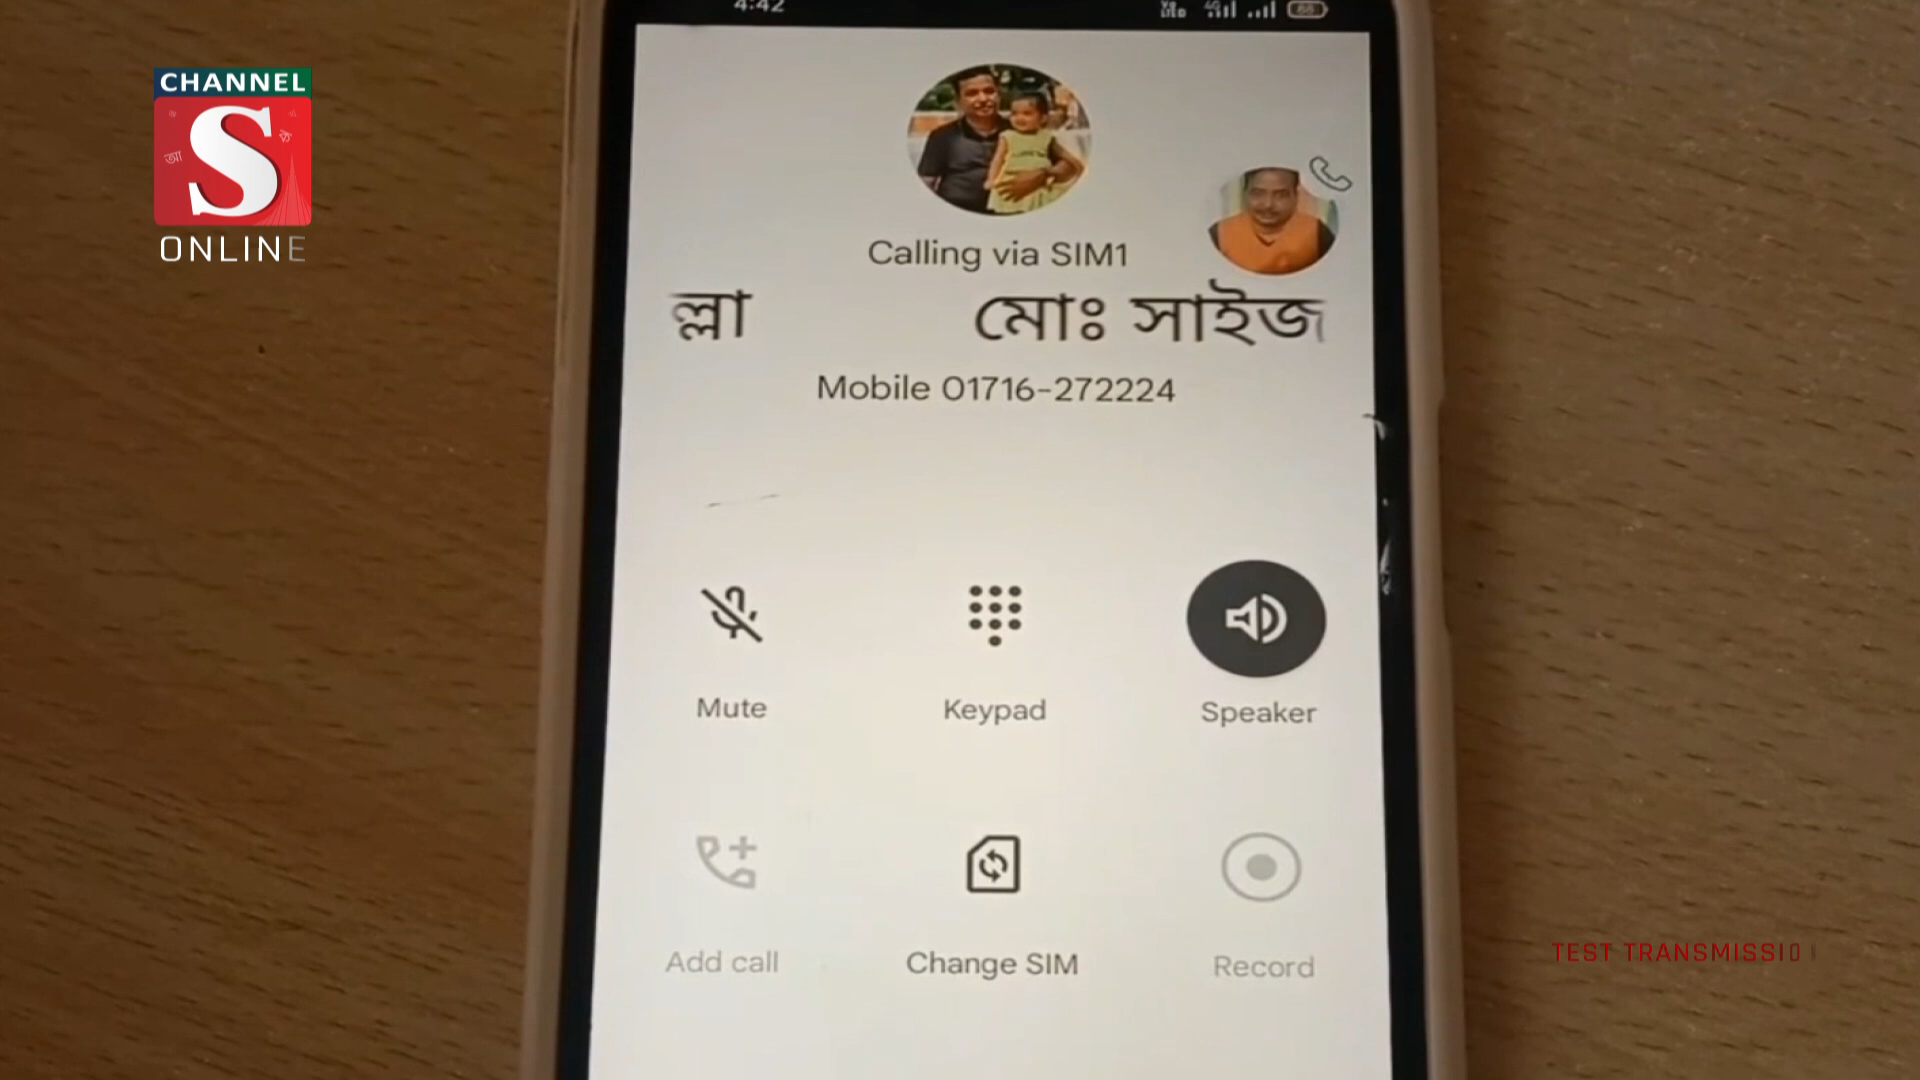 4:42
CHANNEL
S
ONLINE
Calling via SIM1
ল্লা মোঃ সাইজ
Mobile 01716-272224
Mute
Keypad
Speaker
Add call
Change SIM
Record
TEST TRANSMISSIO